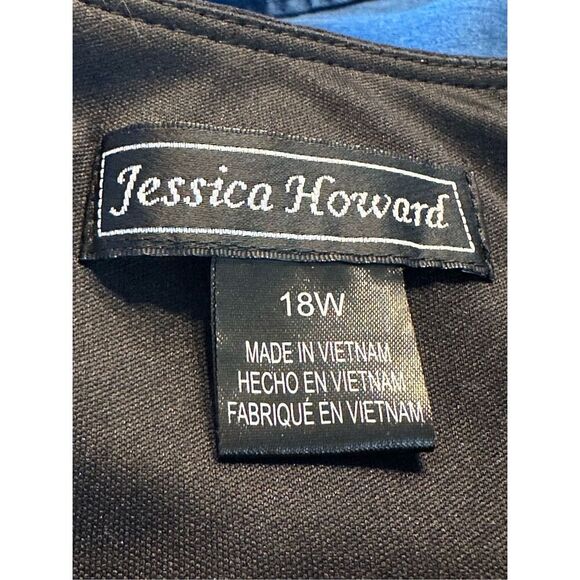 Jessica Howard
18W
MADE IN VIETNAM
HECHO EN VIETNAM
FABRIQUÉ EN VIETNAM